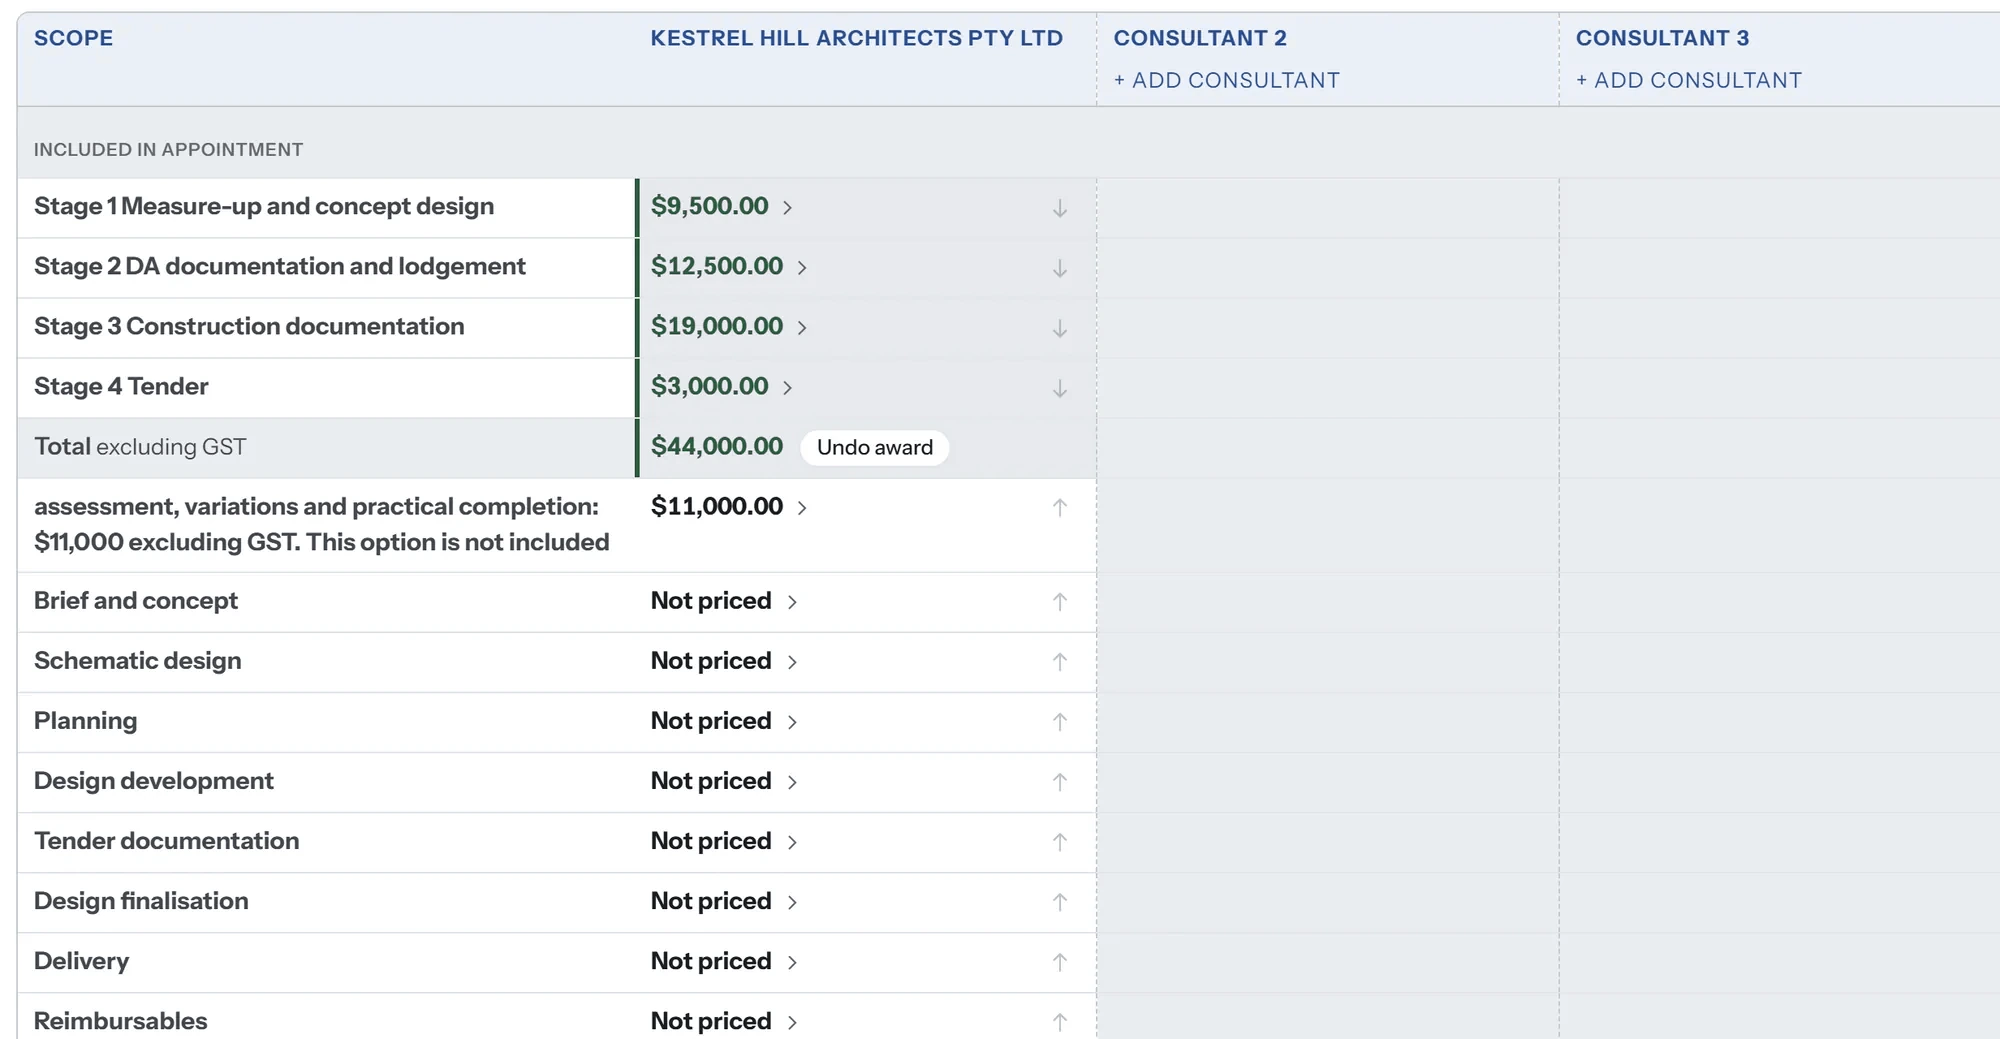 SCOPE
KESTREL HILL ARCHITECTS PTY LTD
CONSULTANT 2
+ ADD CONSULTANT
CONSULTANT 3
+ ADD CONSULTANT
INCLUDED IN APPOINTMENT
Stage 1 Measure-up and concept design
$9,500.00
Stage 2 DA documentation and lodgement
$12,500.00
Stage 3 Construction documentation
$19,000.00
Stage 4 Tender
$3,000.00
Total excluding GST
$44,000.00
Undo award
assessment, variations and practical completion:
$11,000 excluding GST. This option is not included
$11,000.00
Brief and concept
Not priced
Schematic design
Not priced
Planning
Not priced
Design development
Not priced
Tender documentation
Not priced
Design finalisation
Not priced
Delivery
Not priced
Reimbursables
Not priced